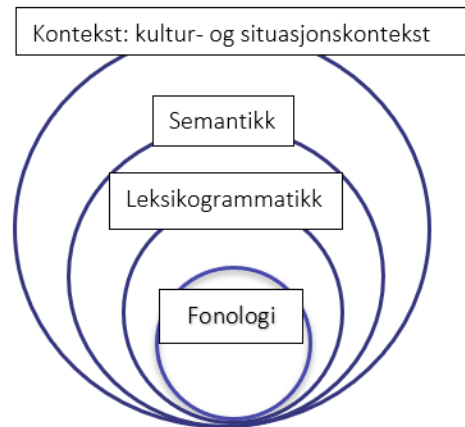 Kontekst: kultur- og situasjonskontekst
Semantikk
Leksikogrammatikk
Fonologi